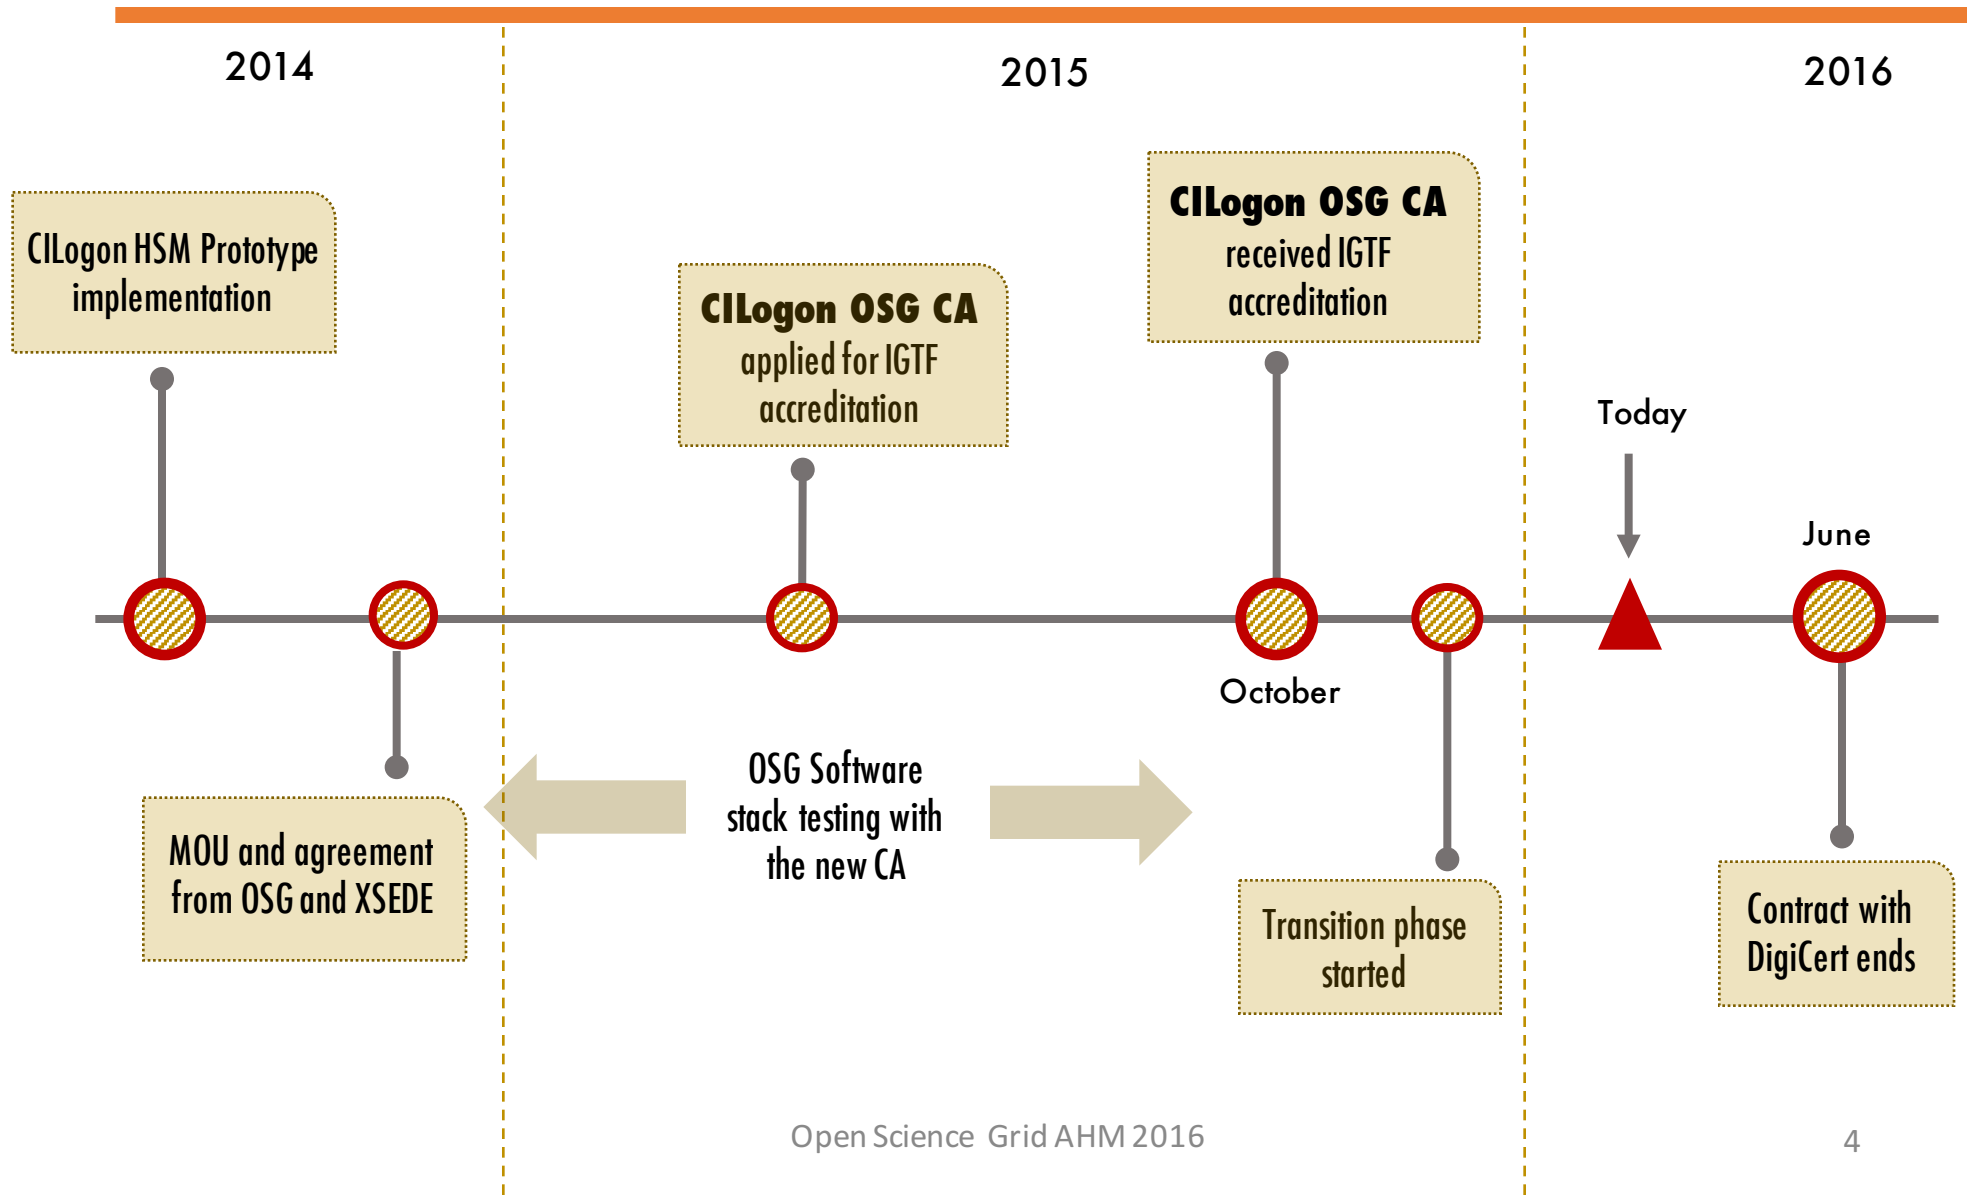 2014
2015
2016
CILogon HSM Prototype
implementation
CILogon OSG CA
applied for IGTF
accreditation
CILogon OSG CA
received IGTF
accreditation
Today
June
October
MOU and agreement
from OSG and XSEDE
OSG Software
stack testing with
the new CA
Transition phase
started
Contract with
DigiCert ends
Open Science Grid AHM 2016
4